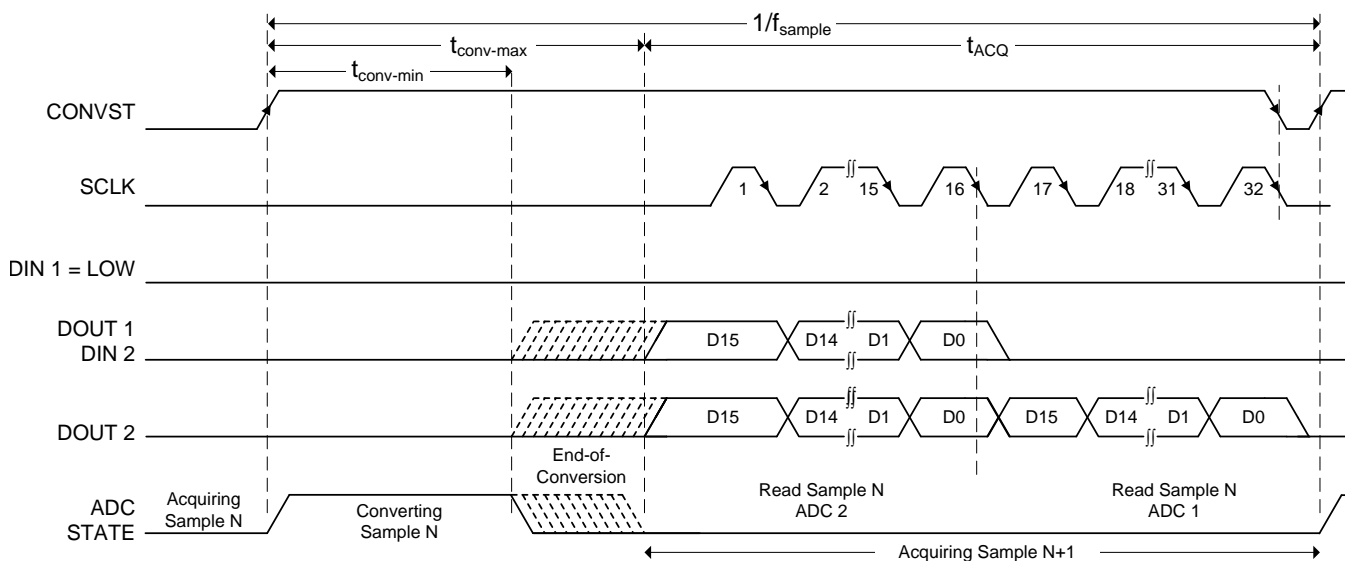 1/fsample
tconv-max
tACQ
tconv-min
CONVST
SCLK
1
2
15
16
17
18
31
32
DIN 1 = LOW
DOUT 1
DIN 2
D15
D14
D1
D0
DOUT 2
D15
D14
D1
D0
D15
D14
D1
D0
End-of-
Conversion
ADC
STATE
Acquiring
Sample N
Converting
Sample N
Read Sample N
ADC 2
Read Sample N
ADC 1
Acquiring Sample N+1